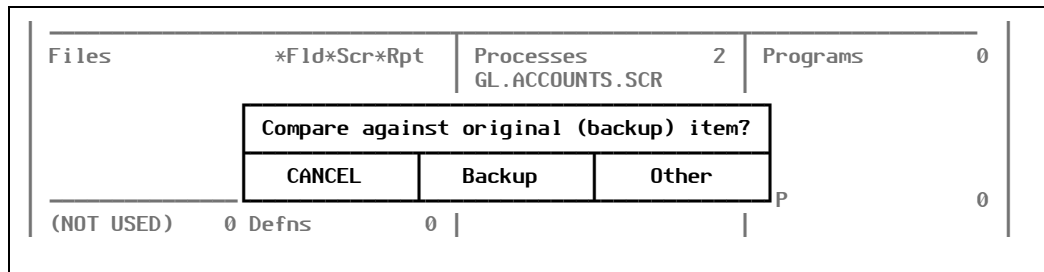 Files *Fld*Scr*Rpt Processes 2 Programs 0
GL.ACCOUNTS.SCR
Compare against original (backup) item?
CANCEL Backup Other
P 0
(NOT USED) 0 Defns 0